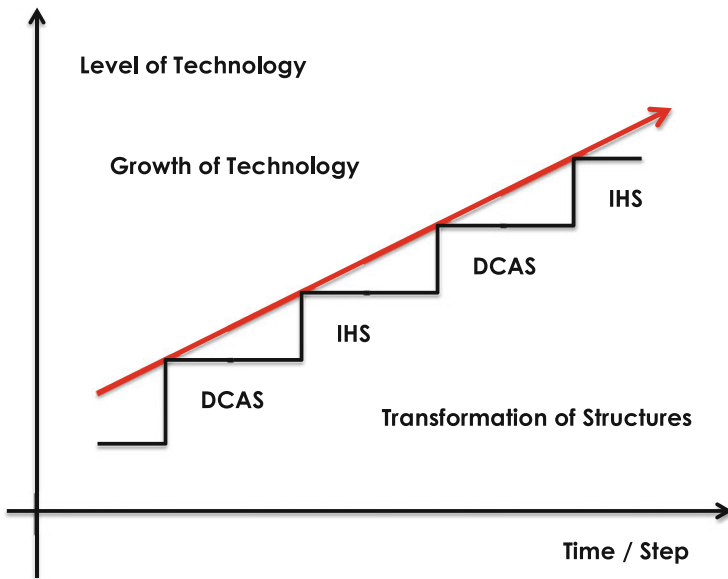 Level of Technology
Growth of Technology
IHS
DCAS
IHS
DCAS
Transformation of Structures
Time / Step